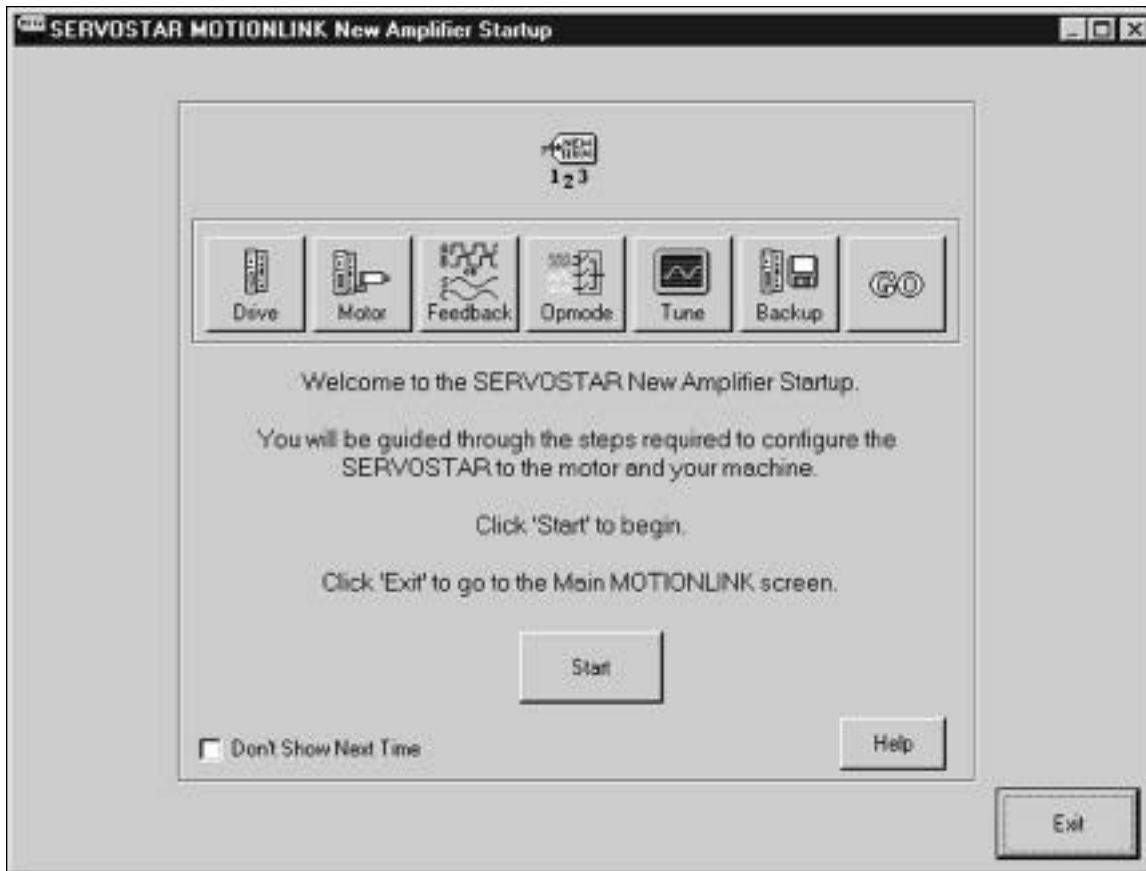 SERVOSTAR MOTIONLINK New Amplifier Startup
1 2 3
Drive
Motor
Feedback
Opmode
Tune
Backup
GO
Welcome to the SERVOSTAR New Amplifier Startup.
You will be guided through the steps required to configure the
SERVOSTAR to the motor and your machine.
Click 'Start' to begin.
Click 'Exit' to go to the Main MOTIONLINK screen.
Start
Don't Show Next Time
Help
Exit